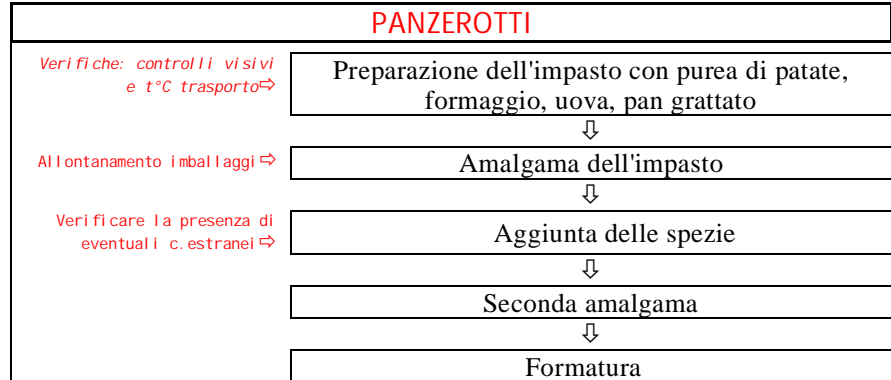 PANZEROTTI
Verifiche: controlli visivi
e t°C trasporto⇨
Preparazione dell'impasto con purea di patate,
formaggio, uova, pan grattato
⇩
Allontanamento imballaggi⇨
Amalgama dell'impasto
⇩
Verificare la presenza di
eventuali c.estranei⇨
Aggiunta delle spezie
⇩
Seconda amalgama
⇩
Formatura